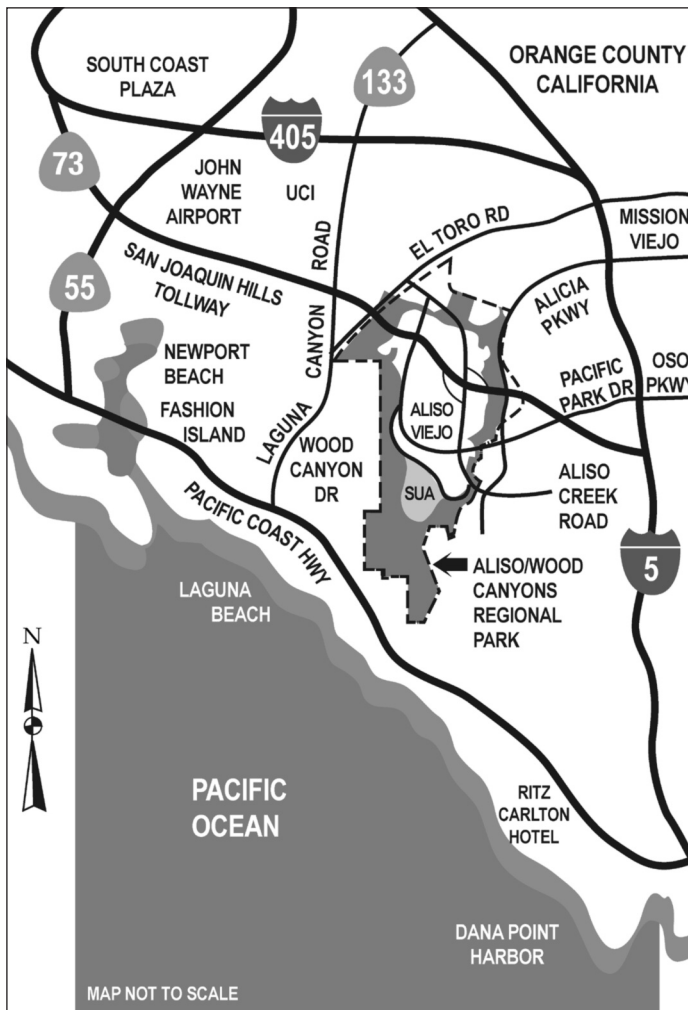 ORANGE COUNTY
CALIFORNIA
SOUTH COAST
PLAZA
133
405
73
JOHN
WAYNE
AIRPORT
UCI
EL TORO RD
MISSION
VIEJO
SAN JOAQUIN HILLS
TOLLWAY
55
LAGUNA CANYON ROAD
ALICIA
PKWY
NEWPORT
BEACH
FASHION
ISLAND
PACIFIC
PARK DR
OSO
PKWY
ALISO
VIEJO
WOOD
CANYON
DR
SUA
ALISO
CREEK
ROAD
PACIFIC COAST HWY
5
ALISO/WOOD
CANYONS
REGIONAL
PARK
LAGUNA
BEACH
N
PACIFIC
OCEAN
RITZ
CARLTON
HOTEL
DANA POINT
HARBOR
MAP NOT TO SCALE